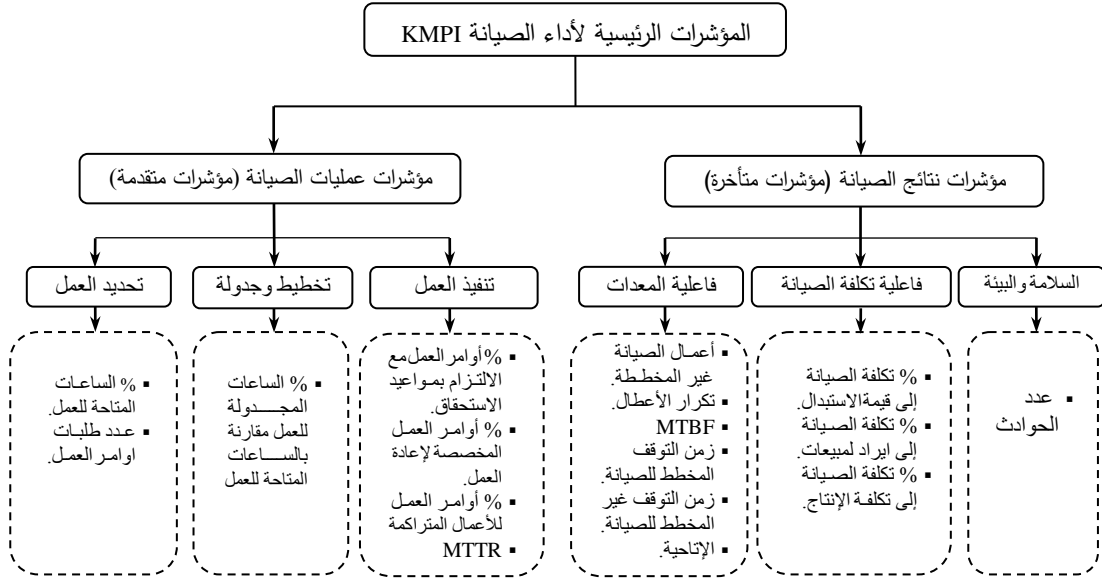 المؤشرات الرئيسية لأداء الصيانة KMPI
مؤشرات نتائج الصيانة (مؤشرات متأخرة)
مؤشرات عمليات الصيانة (مؤشرات متقدمة)
السلامة والبيئة
فاعلية تكلفة الصيانة
فاعلية المعدات
تنفيذ العمل
تخطيط وجدولة
تحديد العمل
▪ عدد
الحوادث
▪ % تكلفة الصيانة
إلى قيمة الاستبدال.
▪ % تكلفة الصيانة
إلى ايراد لمبيعات.
▪ % تكلفة الصيانة
إلى تكلفة الإنتاج.
▪ أعمال الصيانة
غير المخططة.
▪ تكرار الأعطال.
▪ MTBF
▪ زمن التوقف
المخطط للصيانة.
▪ زمن التوقف غير
المخطط للصيانة.
▪ الإتاحية.
▪ % أوامر العمل مع
الالتزام بمواعيد
الاستحقاق.
▪ % أوامر العمل
المخصصة لإعادة
العمل.
▪ % أوامر العمل
للأعمال المتراكمة
▪ MTTR
▪ % الساعات
المجدولة
للعمل مقارنة
بالساعات
المتاحة للعمل
▪ % الساعات
المتاحة للعمل.
▪ عدد طلبات
اوامر العمل.